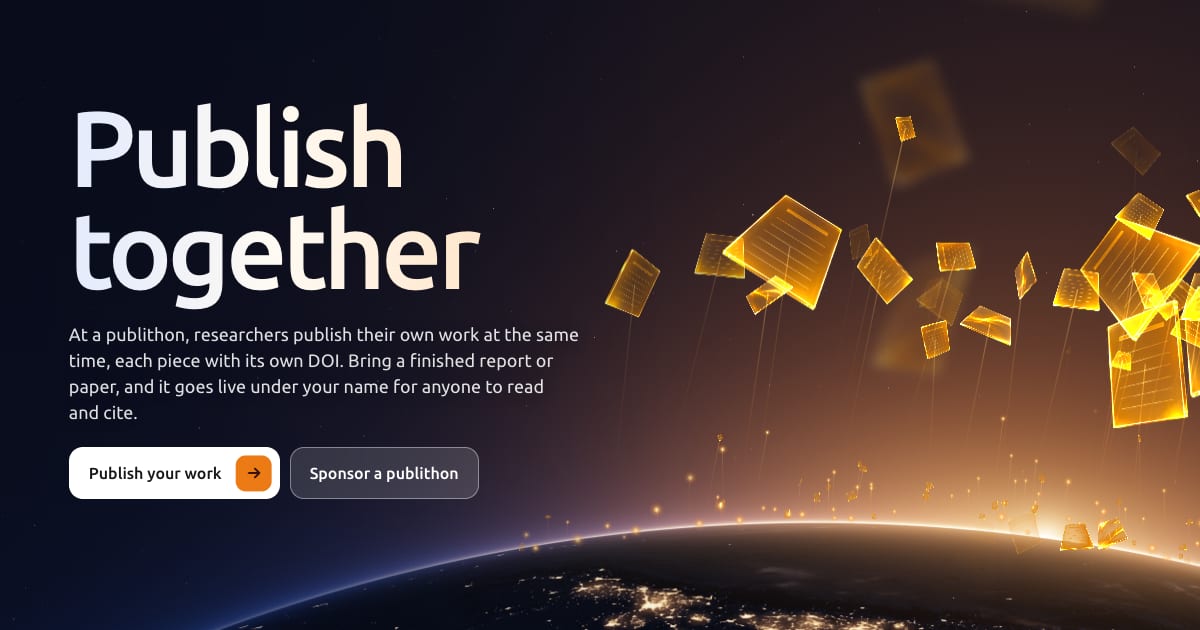 Publish
together
At a publithon, researchers publish their own work at the same
time, each piece with its own DOI. Bring a finished report or
paper, and it goes live under your name for anyone to read
and cite.
Publish your work
Sponsor a publithon